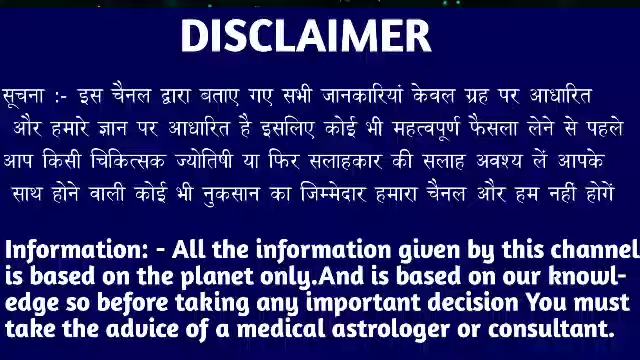 DISCLAIMER
सूचना :- इस चैनल द्वारा बताए गए सभी जानकारियां केवल ग्रह पर आधारित
और हमारे ज्ञान पर आधारित है इसलिए कोई भी महत्वपूर्ण फैसला लेने से पहले
आप किसी चिकित्सक ज्योतिषी या फिर सलाहकार की सलाह अवश्य लें आपके
साथ होने वाली कोई भी नुकसान का जिम्मेदार हमारा चैनल और हम नहीं होगें
Information: - All the information given by this channel
is based on the planet only.And is based on our knowl-
edge so before taking any important decision You must
take the advice of a medical astrologer or consultant.